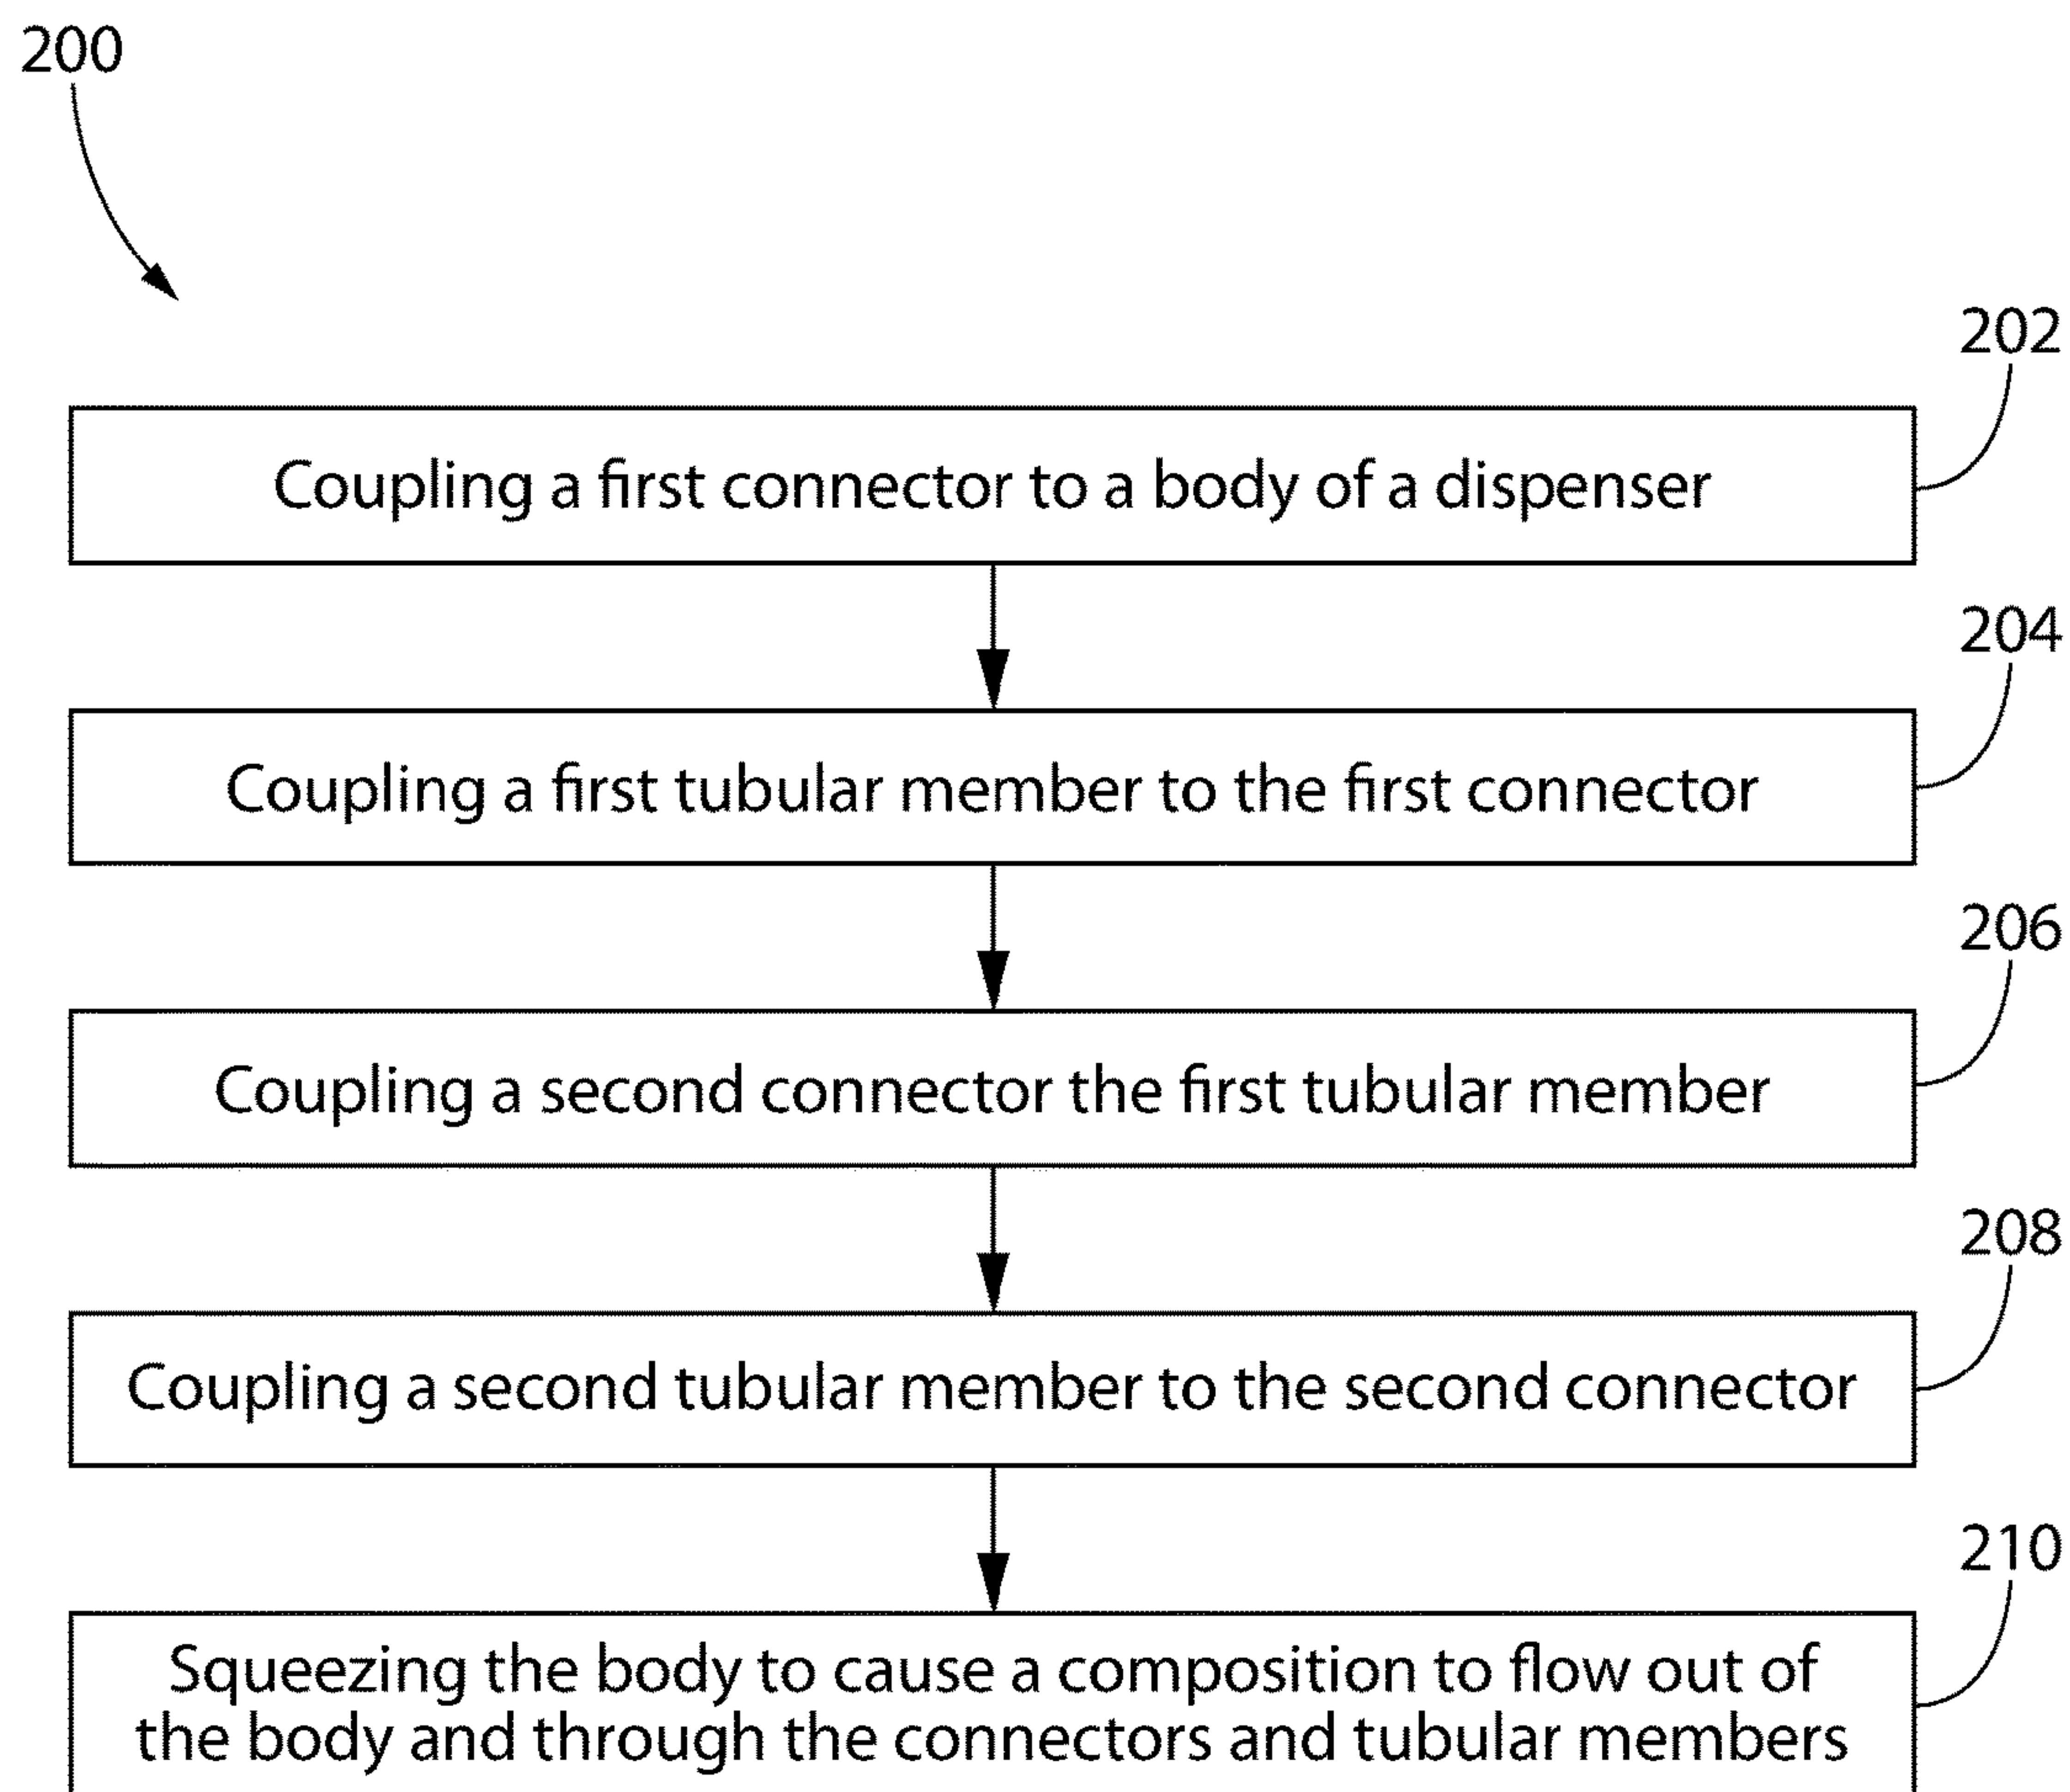 200
202
Coupling a first connector to a body of a dispenser
204
Coupling a first tubular member to the first connector
206
Coupling a second connector the first tubular member
208
Coupling a second tubular member to the second connector
210
Squeezing the body to cause a composition to flow out of
the body and through the connectors and tubular members